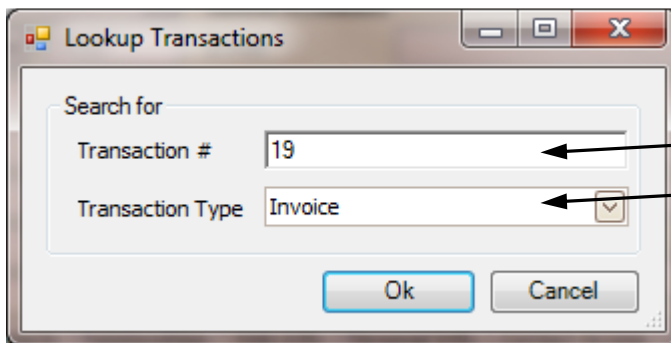 Lookup Transactions
Search for
Transaction # 19
Transaction Type Invoice
Ok Cancel